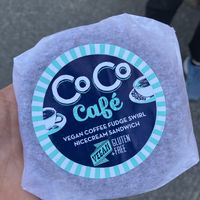 CoCo
Café
VEGAN COFFEE FUDGE SWIRL
NICECREAM SANDWICH
VEGAN
GLUTEN
FREE